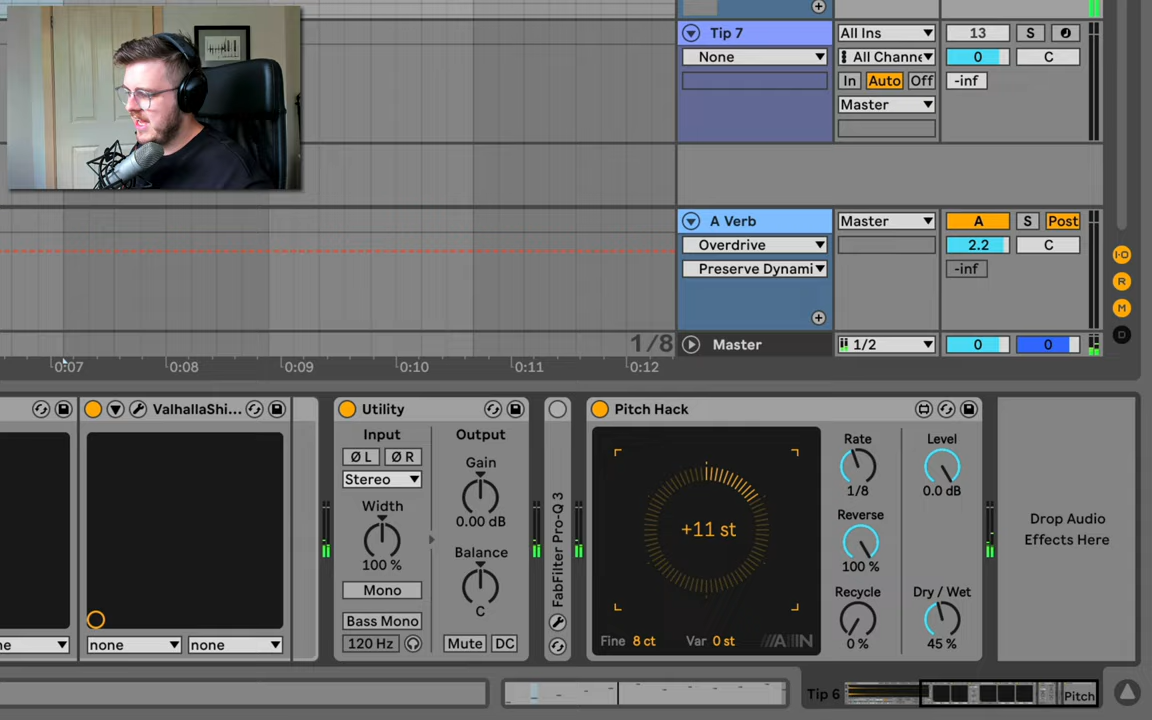 Tip 7
All Ins
13
S
None
All Channe
0
C
In
Auto
Off
-inf
Master
A Verb
Master
A
S
Post
Overdrive
2.2
C
Preserve Dynami
-inf
1/8
Master
1/2
0
0
I·O
R
M
D
0:07
0:08
0:09
0:10
0:11
0:12
ValhallaShi...
none
none
Utility
Input
Output
Ø L
Ø R
Gain
Stereo
Width
0.00 dB
100 %
Balance
Mono
C
Bass Mono
120 Hz
Mute
DC
FabFilter Pro-Q 3
Pitch Hack
Rate
Level
1/8
0.0 dB
+11 st
Reverse
100 %
Recycle
Dry / Wet
0 %
45 %
Fine 8 ct
Var 0 st
Drop Audio
Effects Here
Tip 6
Pitch